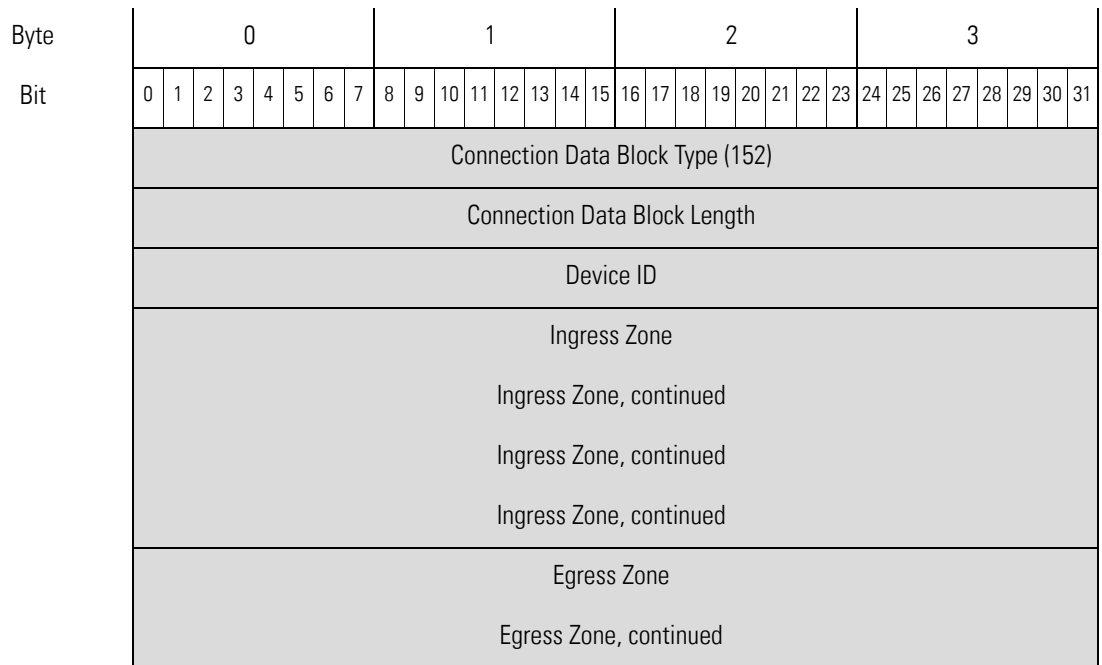 Byte 0 1 2 3
Bit 0 1 2 3 4 5 6 7 8 9 10 11 12 13 14 15 16 17 18 19 20 21 22 23 24 25 26 27 28 29 30 31
Connection Data Block Type (152)
Connection Data Block Length
Device ID
Ingress Zone
Ingress Zone, continued
Ingress Zone, continued
Ingress Zone, continued
Egress Zone
Egress Zone, continued